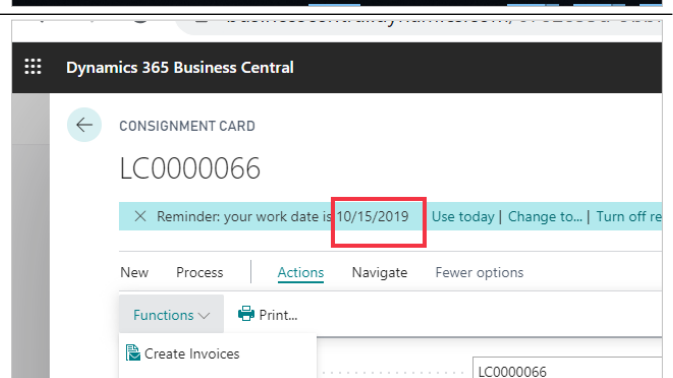 Dynamics 365 Business Central
CONSIGNMENT CARD
LC0000066
Reminder: your work date is 10/15/2019 Use today | Change to... | Turn off re
New Process Actions Navigate Fewer options
Functions Print...
Create Invoices
LC0000066